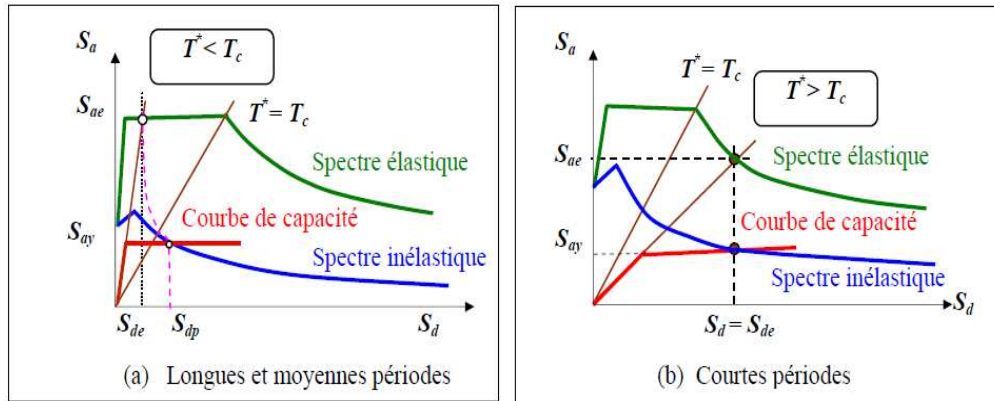 Sa
T* < Tc
Sae
T* = Tc
Spectre élastique
Courbe de capacité
Say
Spectre inélastique
Sde
Sdp
Sd
(a) Longues et moyennes périodes
Sa
T* = Tc
T* > Tc
Sae
Spectre élastique
Courbe de capacité
Say
Spectre inélastique
Sd = Sde
Sd
(b) Courtes périodes